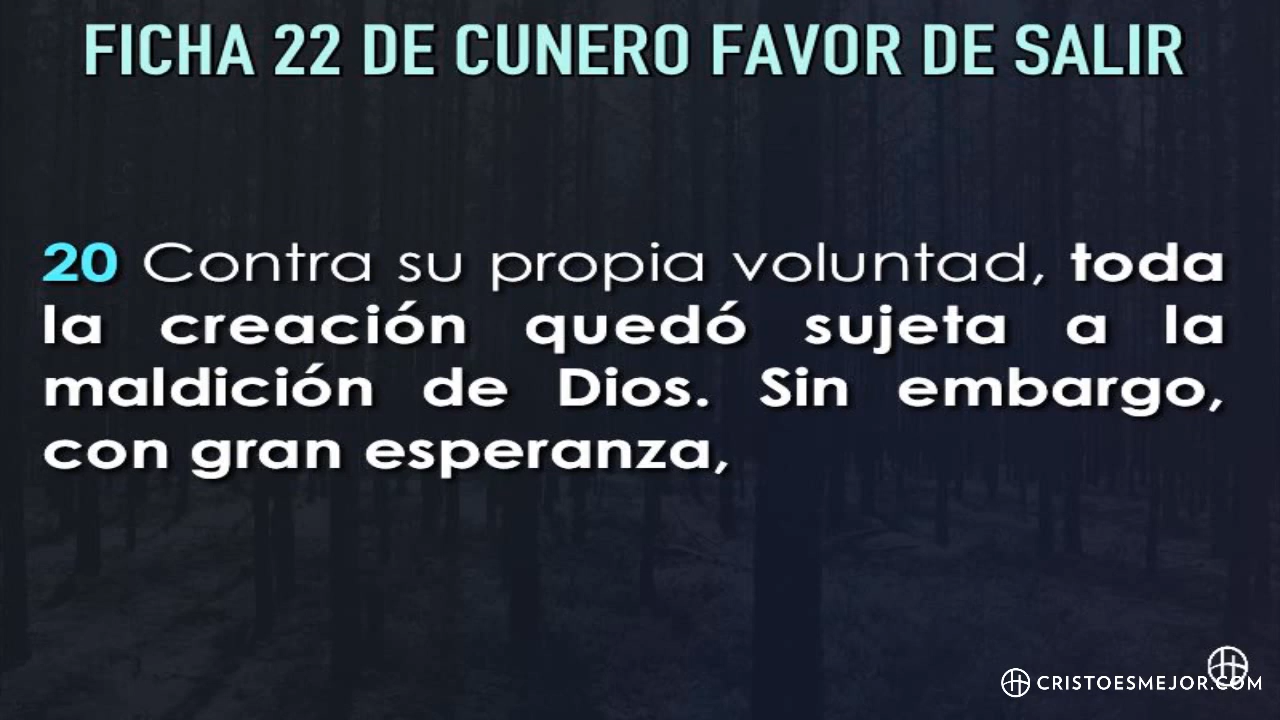 FICHA 22 DE CUNERO FAVOR DE SALIR
20 Contra su propia voluntad, toda
la creación quedó sujeta a la
maldición de Dios. Sin embargo,
con gran esperanza,
CRISTOESMEJOR.COM